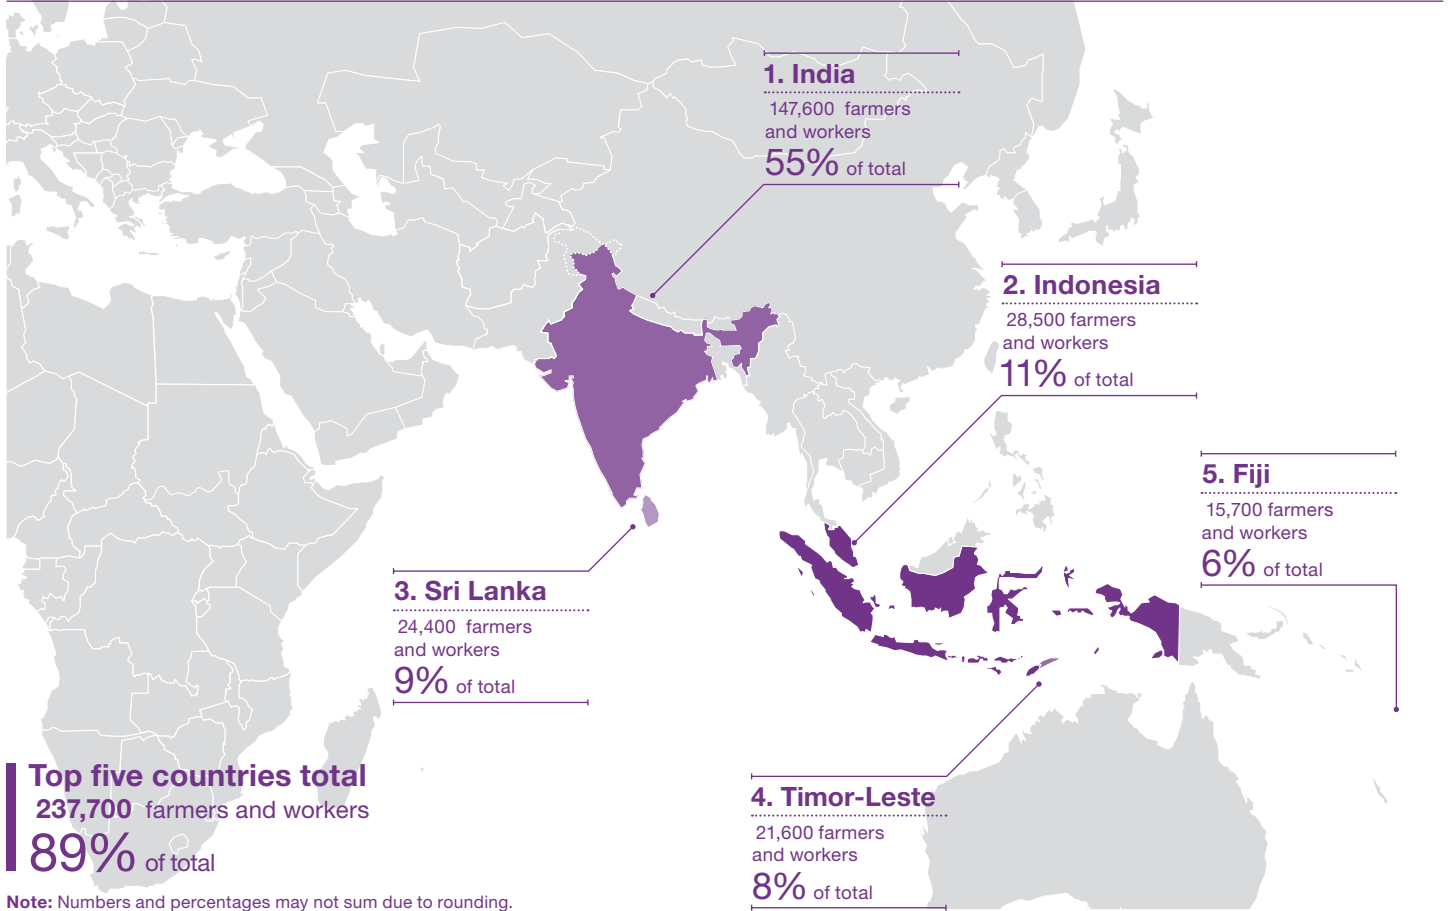 1. India
147,600 farmers
and workers
55% of total
2. Indonesia
28,500 farmers
and workers
11% of total
3. Sri Lanka
24,400 farmers
and workers
9% of total
4. Timor-Leste
21,600 farmers
and workers
8% of total
5. Fiji
15,700 farmers
and workers
6% of total
Top five countries total
237,700 farmers and workers
89% of total
Note: Numbers and percentages may not sum due to rounding.